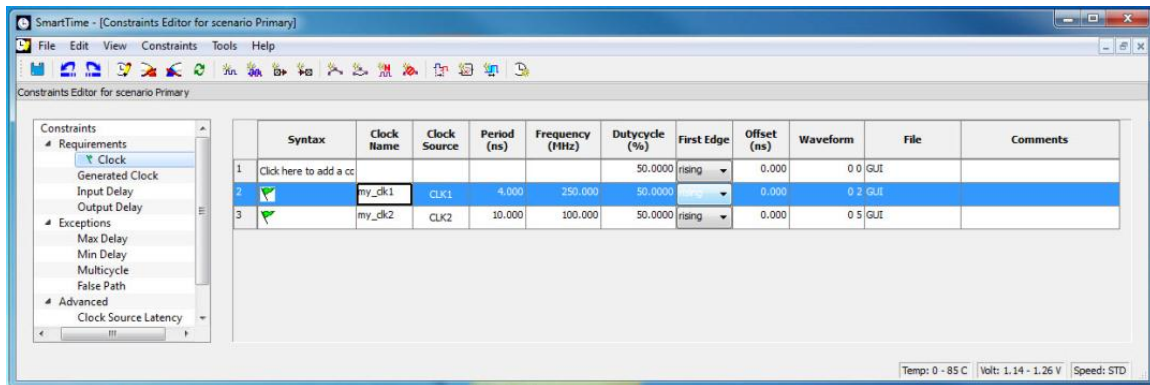 SmartTime - [Constraints Editor for scenario Primary]
File Edit View Constraints Tools Help
Constraints Editor for scenario Primary
Constraints
Requirements
Clock
Generated Clock
Input Delay
Output Delay
Exceptions
Max Delay
Min Delay
Multicycle
False Path
Advanced
Clock Source Latency
Syntax Clock Name Clock Source Period (ns) Frequency (MHz) Dutycycle (%) First Edge Offset (ns) Waveform File Comments
1 Click here to add a cc 50.0000 rising 0.000 0 0 GUI
2 my_clk1 CLK1 4.000 250.000 50.0000 rising 0.000 0 2 GUI
3 my_clk2 CLK2 10.000 100.000 50.0000 rising 0.000 0 5 GUI
Temp: 0 - 85 C Volt: 1.14 - 1.26 V Speed: STD